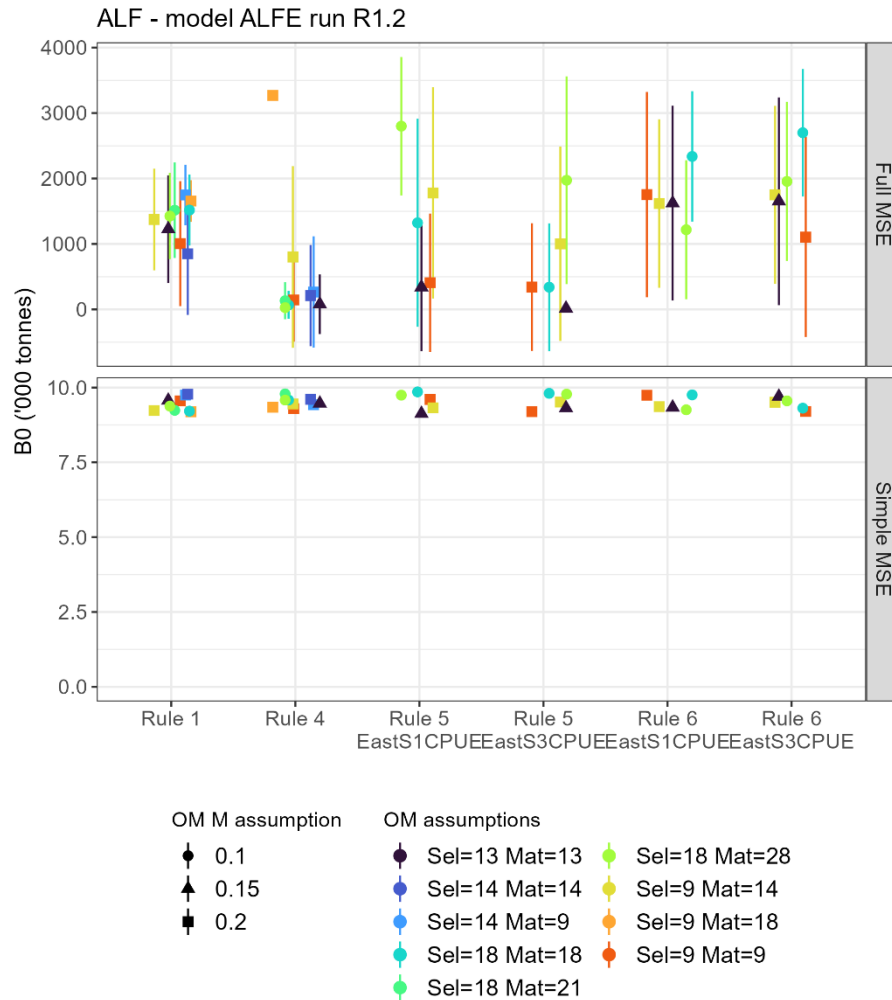 ALF - model ALFE run R1.2
B0 ('000 tonnes)
4000
3000
2000
1000
0
Full MSE
10.0
7.5
5.0
2.5
0.0
Simple MSE
Rule 1
Rule 4
Rule 5
EastS1CPUE
Rule 5
EastS3CPUE
Rule 6
EastS1CPUE
Rule 6
EastS3CPUE
OM M assumption
0.1
0.15
0.2
OM assumptions
Sel=13 Mat=13
Sel=14 Mat=14
Sel=14 Mat=9
Sel=18 Mat=18
Sel=18 Mat=21
Sel=18 Mat=28
Sel=9 Mat=14
Sel=9 Mat=18
Sel=9 Mat=9